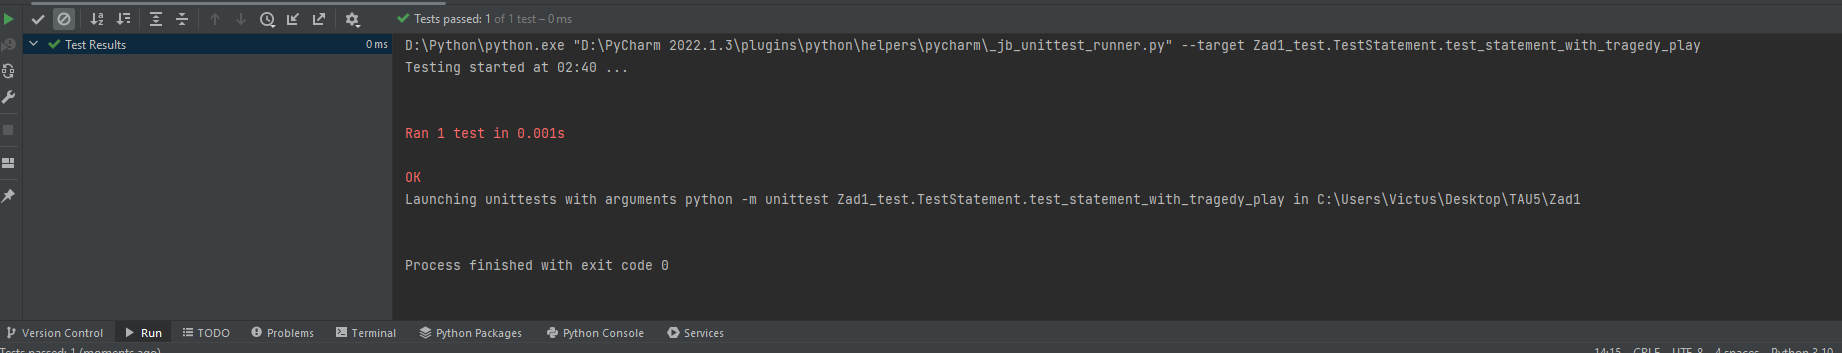 Tests passed: 1 of 1 test – 0 ms
Test Results 0 ms
D:\Python\python.exe "D:\PyCharm 2022.1.3\plugins\python\helpers\pycharm\_jb_unittest_runner.py" --target Zad1_test.TestStatement.test_statement_with_tragedy_play
Testing started at 02:40 ...
Ran 1 test in 0.001s
OK
Launching unittests with arguments python -m unittest Zad1_test.TestStatement.test_statement_with_tragedy_play in C:\Users\Victus\Desktop\TAU5\Zad1
Process finished with exit code 0
Version Control Run TODO Problems Terminal Python Packages Python Console Services
Tests passed: 1 (moments ago) 14:15 CRLF UTF-8 4 spaces Python 3.10